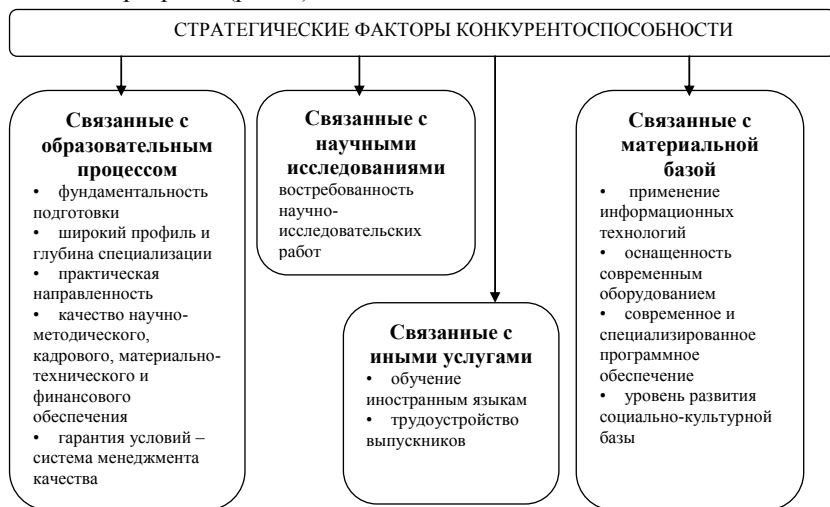 СТРАТЕГИЧЕСКИЕ ФАКТОРЫ КОНКУРЕНТОСПОСОБНОСТИ
Связанные с
образовательным
процессом
• фундаментальность
подготовки
• широкий профиль и
глубина специализации
• практическая
направленность
• качество научно-
методического,
кадрового, материально-
технического и
финансового
обеспечения
• гарантия условий –
система менеджмента
качества
Связанные с
научными
исследованиями
востребованность
научно-
исследовательских
работ
Связанные с
иными услугами
• обучение
иностранным языкам
• трудоустройство
выпускников
Связанные с
материальной
базой
• применение
информационных
технологий
• оснащенность
современным
оборудованием
• современное и
специализированное
программное
обеспечение
• уровень развития
социально-культурной
базы